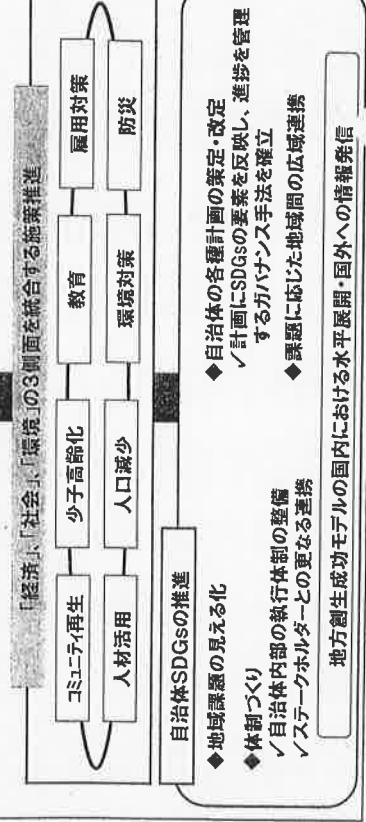 「経済」、「社会」、「環境」の3側面を統合する施策推進
コミュニティ再生
少子高齢化
教育
雇用対策
人材活用
人口減少
環境対策
防災
自治体SDGsの推進
◆地域課題の見える化
◆体制づくり
✓自治体内部の執行体制の整備
✓ステークホルダーとの更なる連携
◆自治体の各種計画の策定・改定
✓計画にSDGsの要素を反映し、進捗を管理
するガバナンス手法を確立
◆課題に応じた地域間の広域連携
地方創生成功モデルの国内における水平展開・国外への情報発信